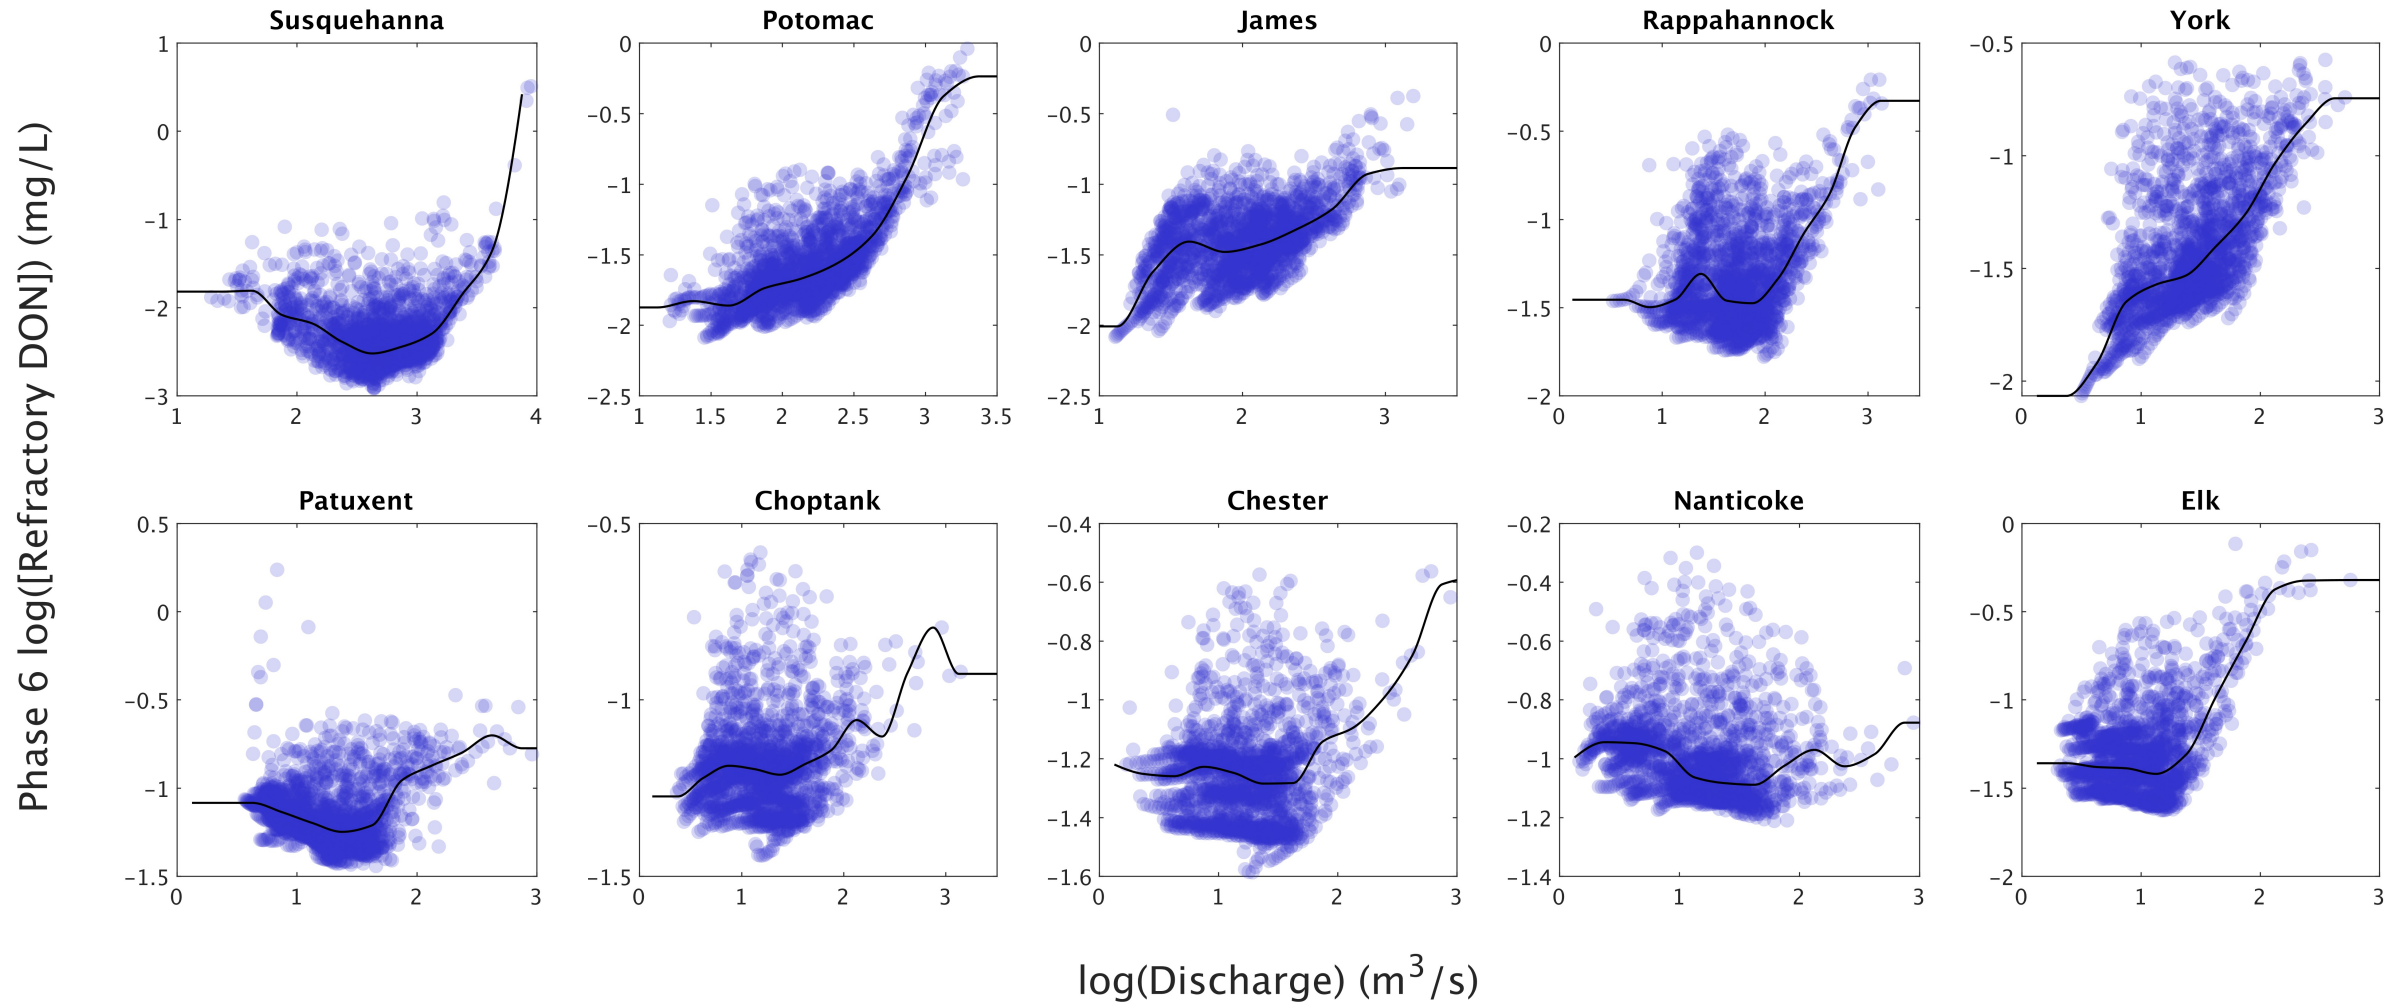 Susquehanna Potomac James Rappahannock York
1 0 0 0 −0.5
0 −0.5 −0.5 −0.5 −1
−1 −1 −1 −1 −1.5
−2 −1.5 −1.5 −1.5 −2
−3 −2 −2 −2
−2.5 −2.5
1 2 3 4 1 1.5 2 2.5 3 3.5 1 2 3 0 1 2 3 0 1 2 3
Phase 6 log([Refractory DON]) (mg/L)
Patuxent Choptank Chester Nanticoke Elk
0.5 −0.5 −0.4 −0.2 0
0 −1 −0.6 −0.4 −0.5
−0.5 −1.5 −0.8 −0.6 −1
−1 −1 −0.8 −1.5
−1.5 −1.2 −1 −2
−1.4 −1.2
−1.6 −1.4
0 1 2 3 0 1 2 3 0 1 2 3 0 1 2 3 0 1 2 3
log(Discharge) (m³/s)